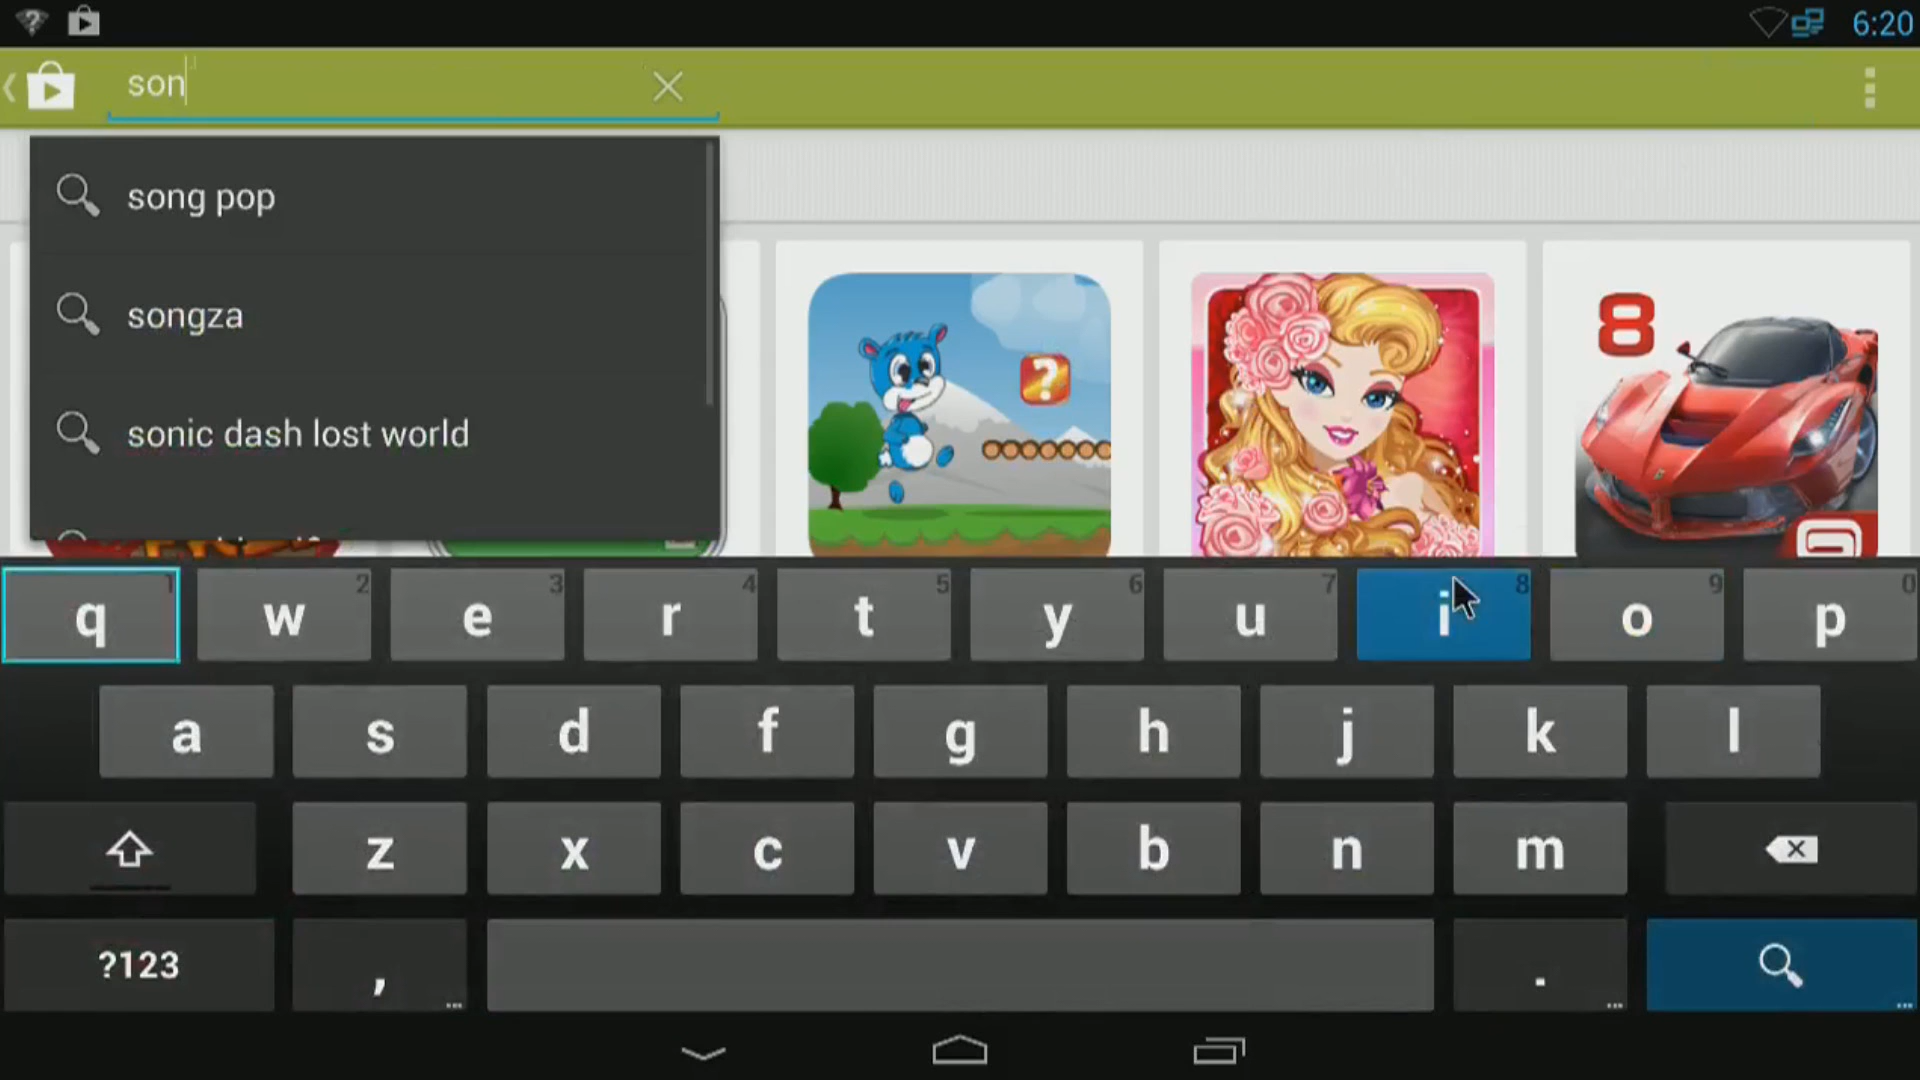 6:20
son
song pop
songza
sonic dash lost world
?
8
q 1 w 2 e 3 r 4 t 5 y 6 u 7 i 8 o 9 p 0
a s d f g h j k l
z x c v b n m
?123 , ... . ... ...